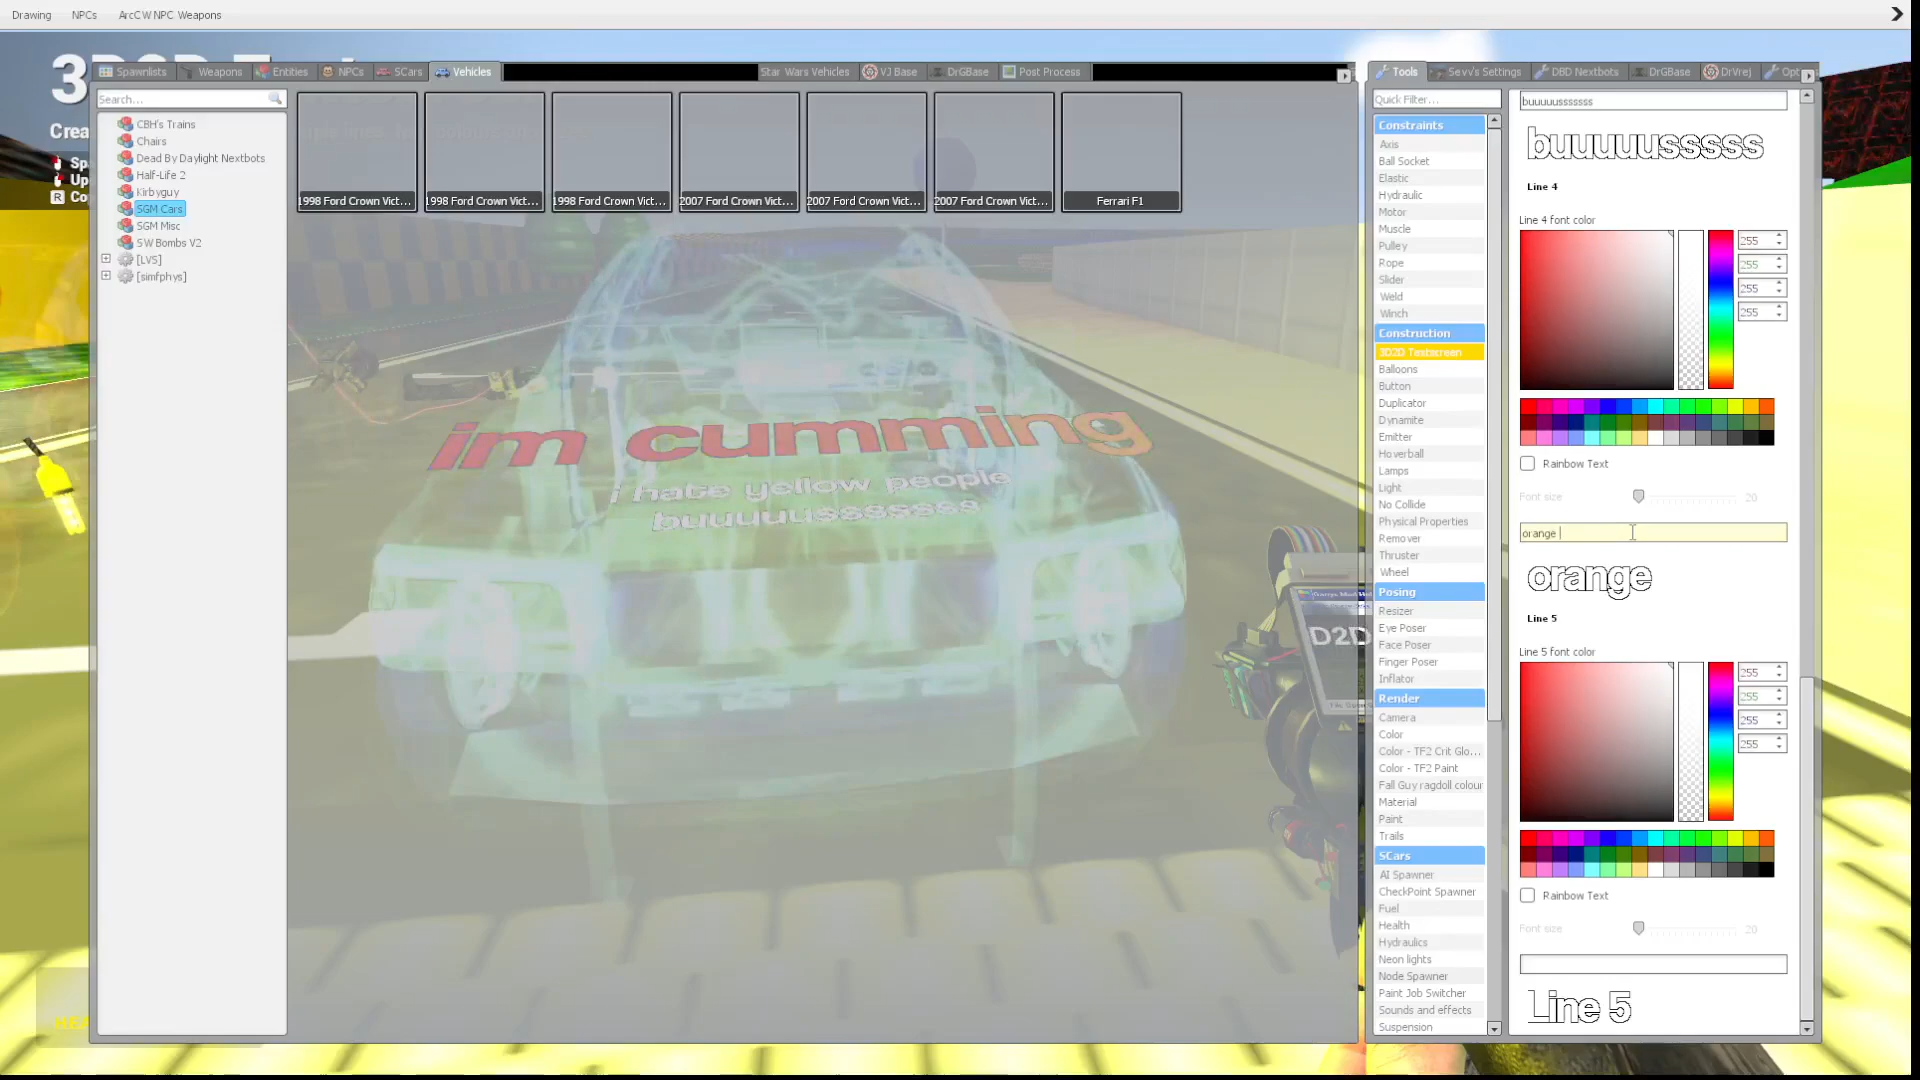 Drawing NPCs ArcCW NPC Weapons
Crea
Spawnlists Weapons Entities NPCs SCars Vehicles Star Wars Vehicles VJ Base DrGBase Post Process
Search...
CBH's Trains
Chairs
Dead By Daylight Nextbots
Half-Life 2
Kirbyguy
SGM Cars
SGM Misc
SW Bombs V2
[LVS]
[simfphys]
1998 Ford Crown Vict...
1998 Ford Crown Vict...
1998 Ford Crown Vict...
2007 Ford Crown Vict...
2007 Ford Crown Vict...
2007 Ford Crown Vict...
Ferrari F1
im cumming
i hate yellow people
buuuuusssssss
D2D
Tools Sevv's Settings DBD Nextbots DrGBase DrVrej Opt
Quick Filter...
Constraints
Axis
Ball Socket
Elastic
Hydraulic
Motor
Muscle
Pulley
Rope
Slider
Weld
Winch
Construction
3D2D Textscreen
Balloons
Button
Duplicator
Dynamite
Emitter
Hoverball
Lamps
Light
No Collide
Physical Properties
Remover
Thruster
Wheel
Posing
Resizer
Eye Poser
Face Poser
Finger Poser
Inflator
Render
Camera
Color
Color - TF2 Crit Glo...
Color - TF2 Paint
Fall Guy ragdoll colour
Material
Paint
Trails
SCars
AI Spawner
CheckPoint Spawner
Fuel
Health
Hydraulics
Neon lights
Node Spawner
Paint Job Switcher
Sounds and effects
Suspension
buuuuusssssss
buuuuusssss
Line 4
Line 4 font color
255
255
255
255
Rainbow Text
Font size 20
orange
orange
Line 5
Line 5 font color
255
255
255
255
Rainbow Text
Font size 20
Line 5